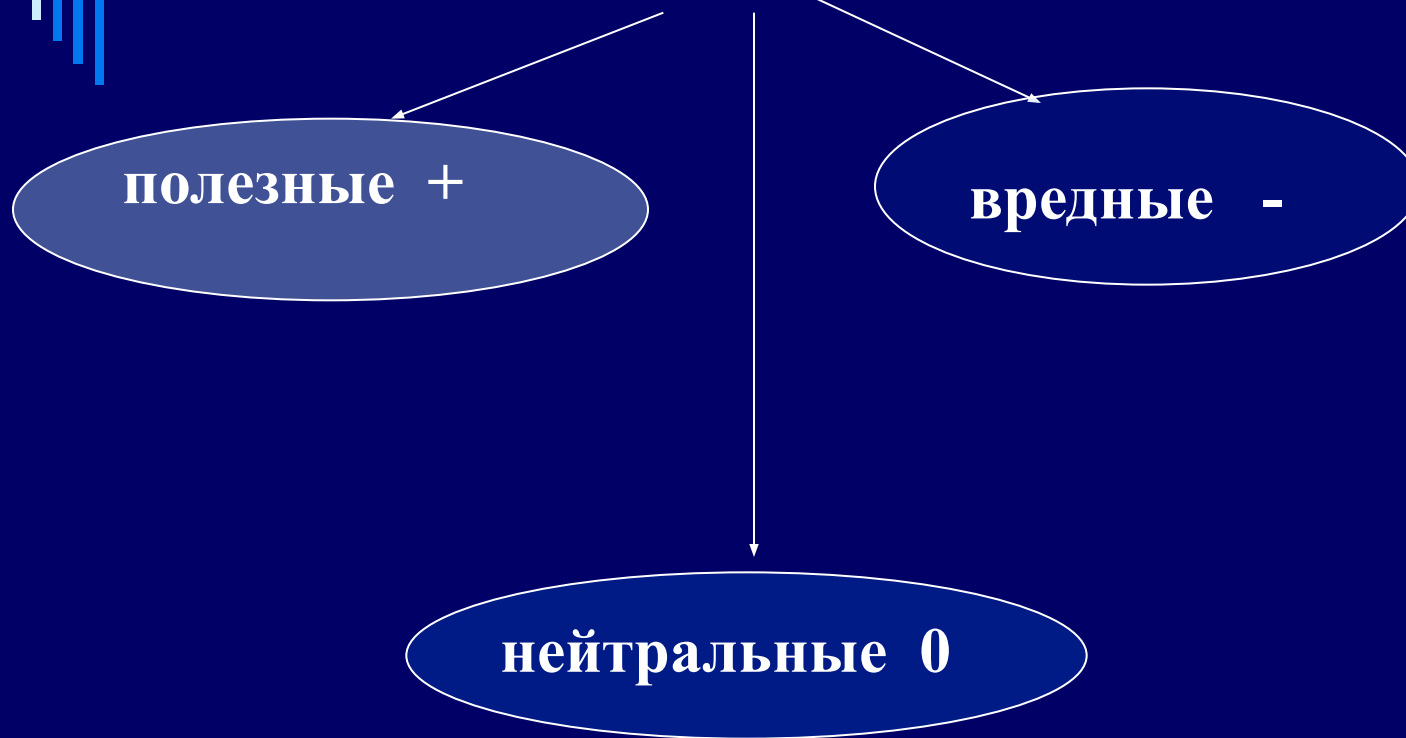 полезные +
вредные -
нейтральные 0